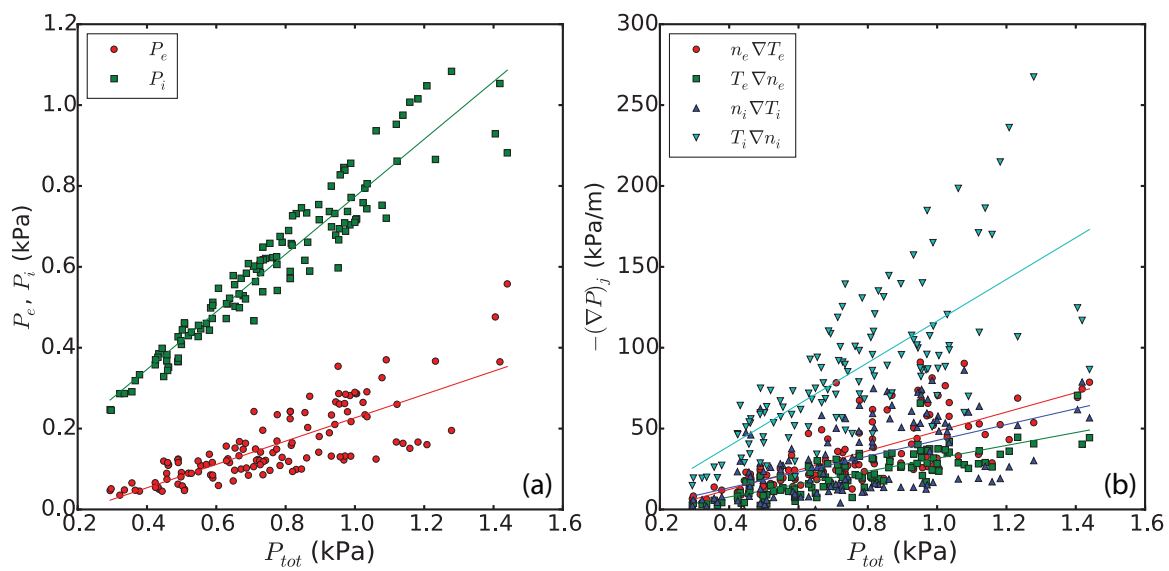 1.2
1.0
0.8
0.6
0.4
0.2
0.0
P_e, P_i (kPa)
P_e
P_i
(a)
0.2 0.4 0.6 0.8 1.0 1.2 1.4 1.6
P_tot (kPa)
300
250
200
150
100
50
0
−(∇P)_j (kPa/m)
n_e∇T_e
T_e∇n_e
n_i∇T_i
T_i∇n_i
(b)
0.2 0.4 0.6 0.8 1.0 1.2 1.4 1.6
P_tot (kPa)